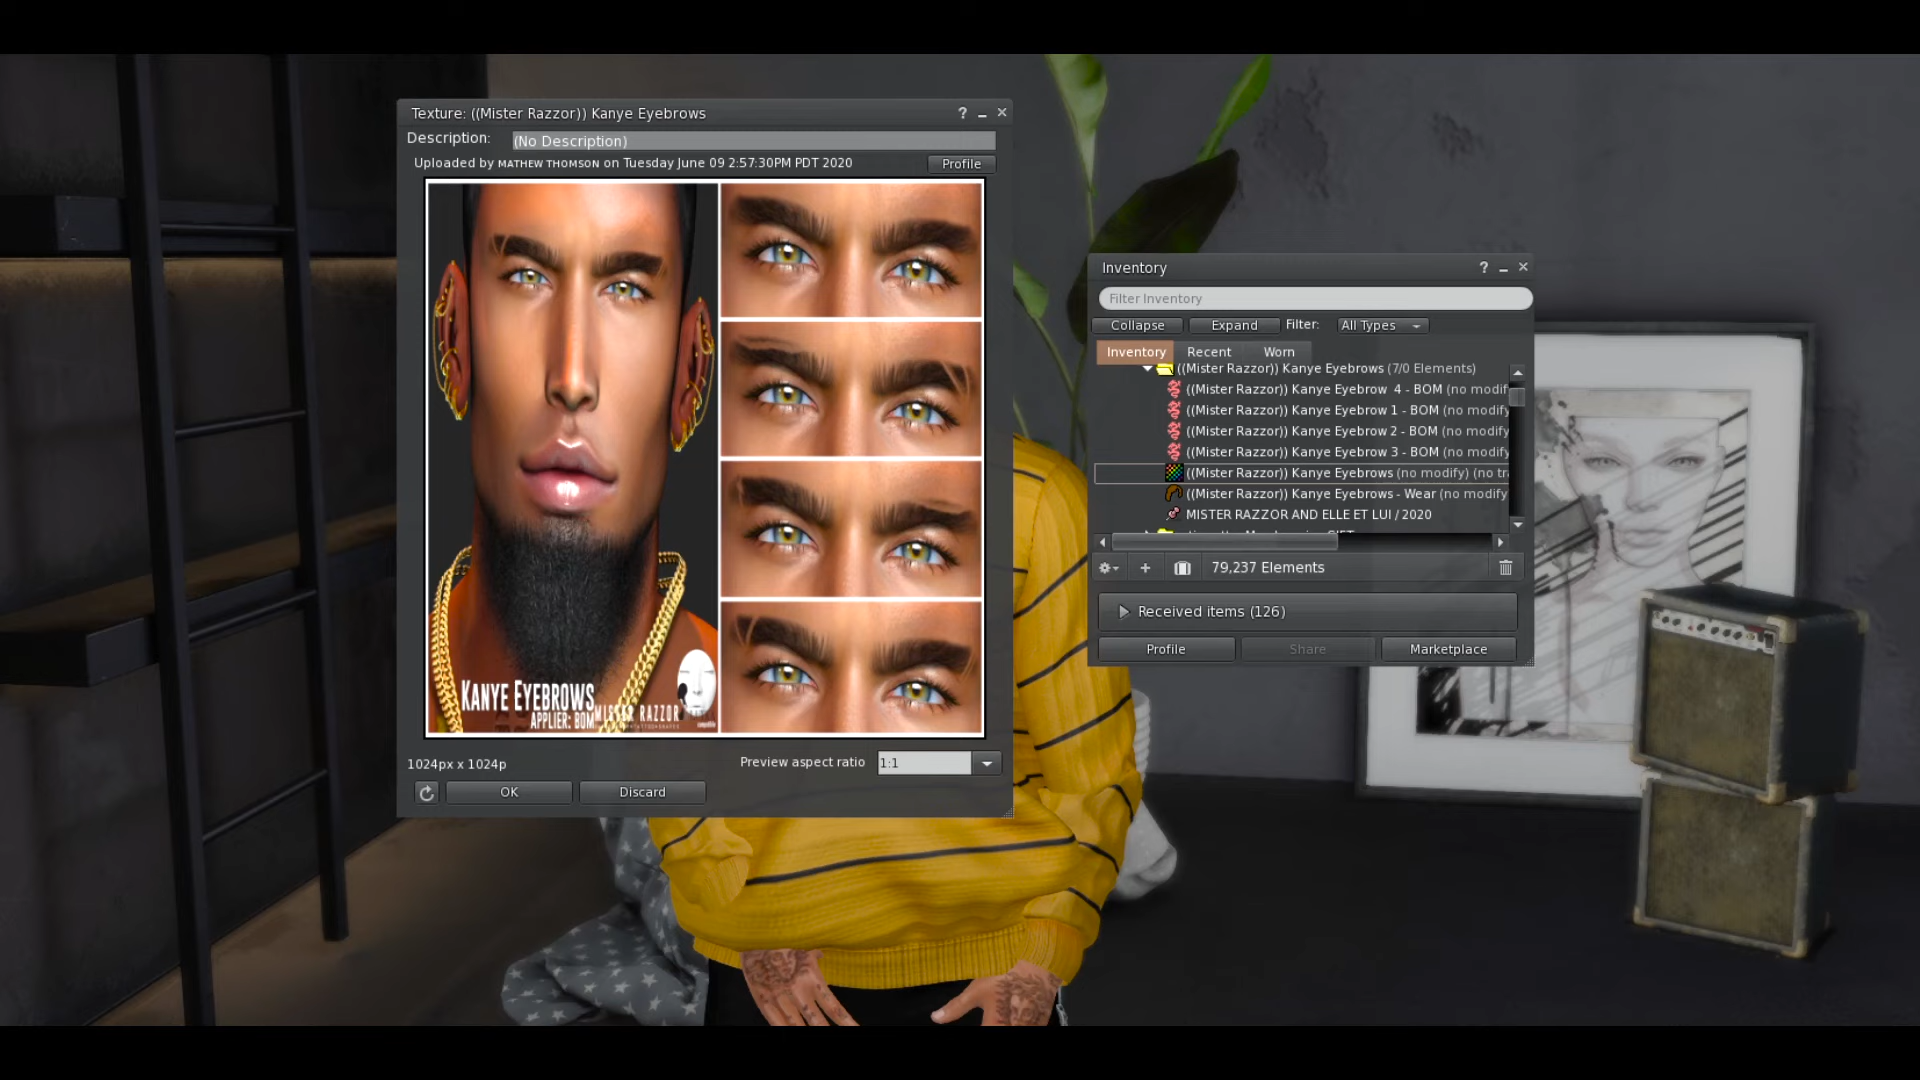 Texture: ((Mister Razzor)) Kanye Eyebrows
Description: (No Description)
Uploaded by MATHEW THOMSON on Tuesday June 09 2:57:30PM PDT 2020
Profile
KANYE EYEBROWS
APPLIER: BOM
MISTER RAZZOR
1024px x 1024p
Preview aspect ratio 1:1
OK
Discard
Inventory
Filter Inventory
Collapse Expand Filter: All Types
Inventory Recent Worn
((Mister Razzor)) Kanye Eyebrows (7/0 Elements)
((Mister Razzor)) Kanye Eyebrow 4 - BOM (no modif
((Mister Razzor)) Kanye Eyebrow 1 - BOM (no modify
((Mister Razzor)) Kanye Eyebrow 2 - BOM (no modify
((Mister Razzor)) Kanye Eyebrow 3 - BOM (no modify
((Mister Razzor)) Kanye Eyebrows (no modify) (no tra
((Mister Razzor)) Kanye Eyebrows - Wear (no modify
MISTER RAZZOR AND ELLE ET LUI / 2020
79,237 Elements
Received items (126)
Profile Share Marketplace